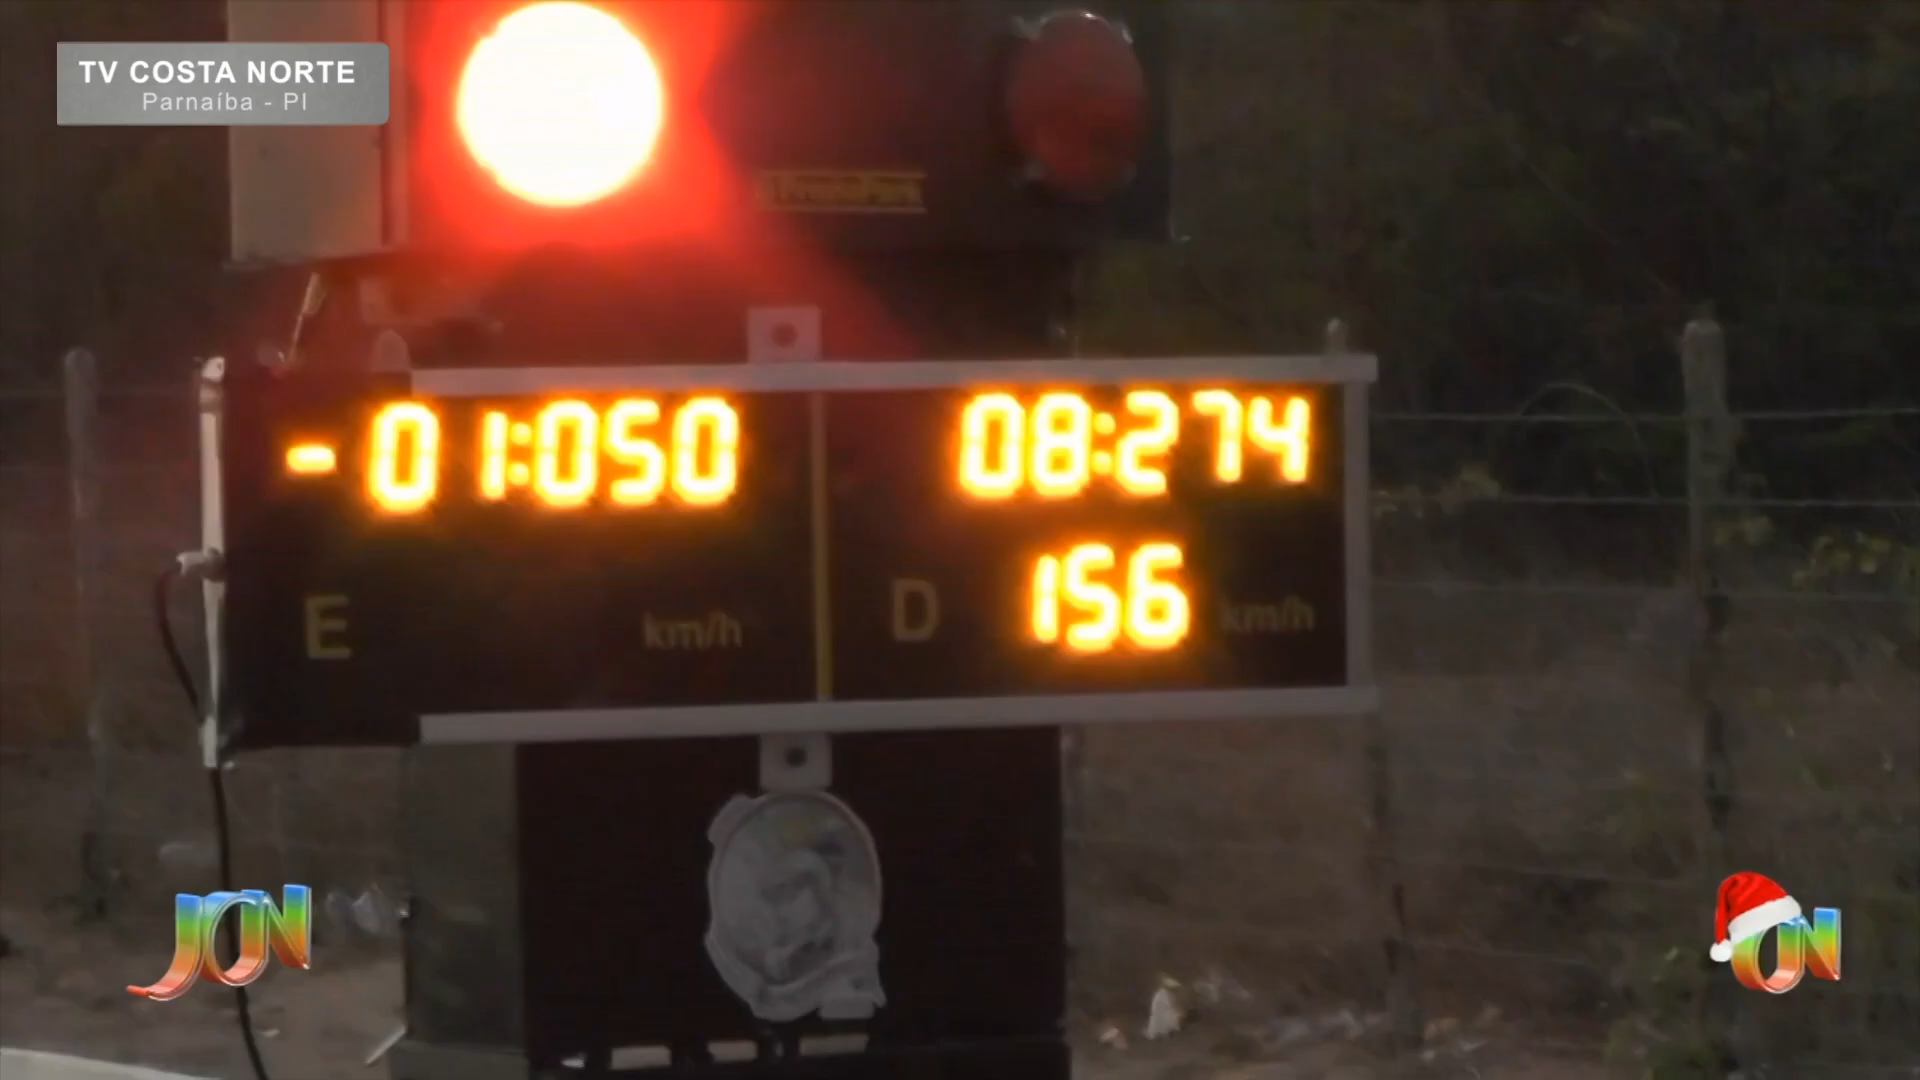 TV COSTA NORTE
Parnaíba - PI
-01:050
08:274
156
E
km/h
D
km/h
JCN
CN